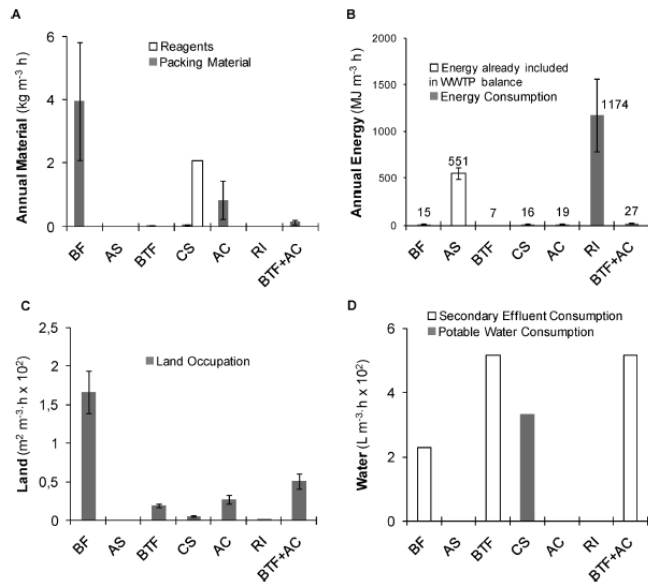 A
Reagents
Packing Material
Annual Material (kg m⁻³ h)
6
4
2
0
BF
AS
BTF
CS
AC
RI
BTF+AC
B
Energy already included
in WWTP balance
Energy Consumption
Annual Energy (MJ m⁻³ h)
2000
1500
1000
500
0
15
551
7
16
19
1174
27
BF
AS
BTF
CS
AC
RI
BTF+AC
C
Land Occupation
Land (m² m⁻³·h x 10²)
2,5
2
1,5
1
0,5
0
BF
AS
BTF
CS
AC
RI
BTF+AC
D
Secondary Effluent Consumption
Potable Water Consumption
Water (L m⁻³·h x 10²)
6
4
2
0
BF
AS
BTF
CS
AC
RI
BTF+AC